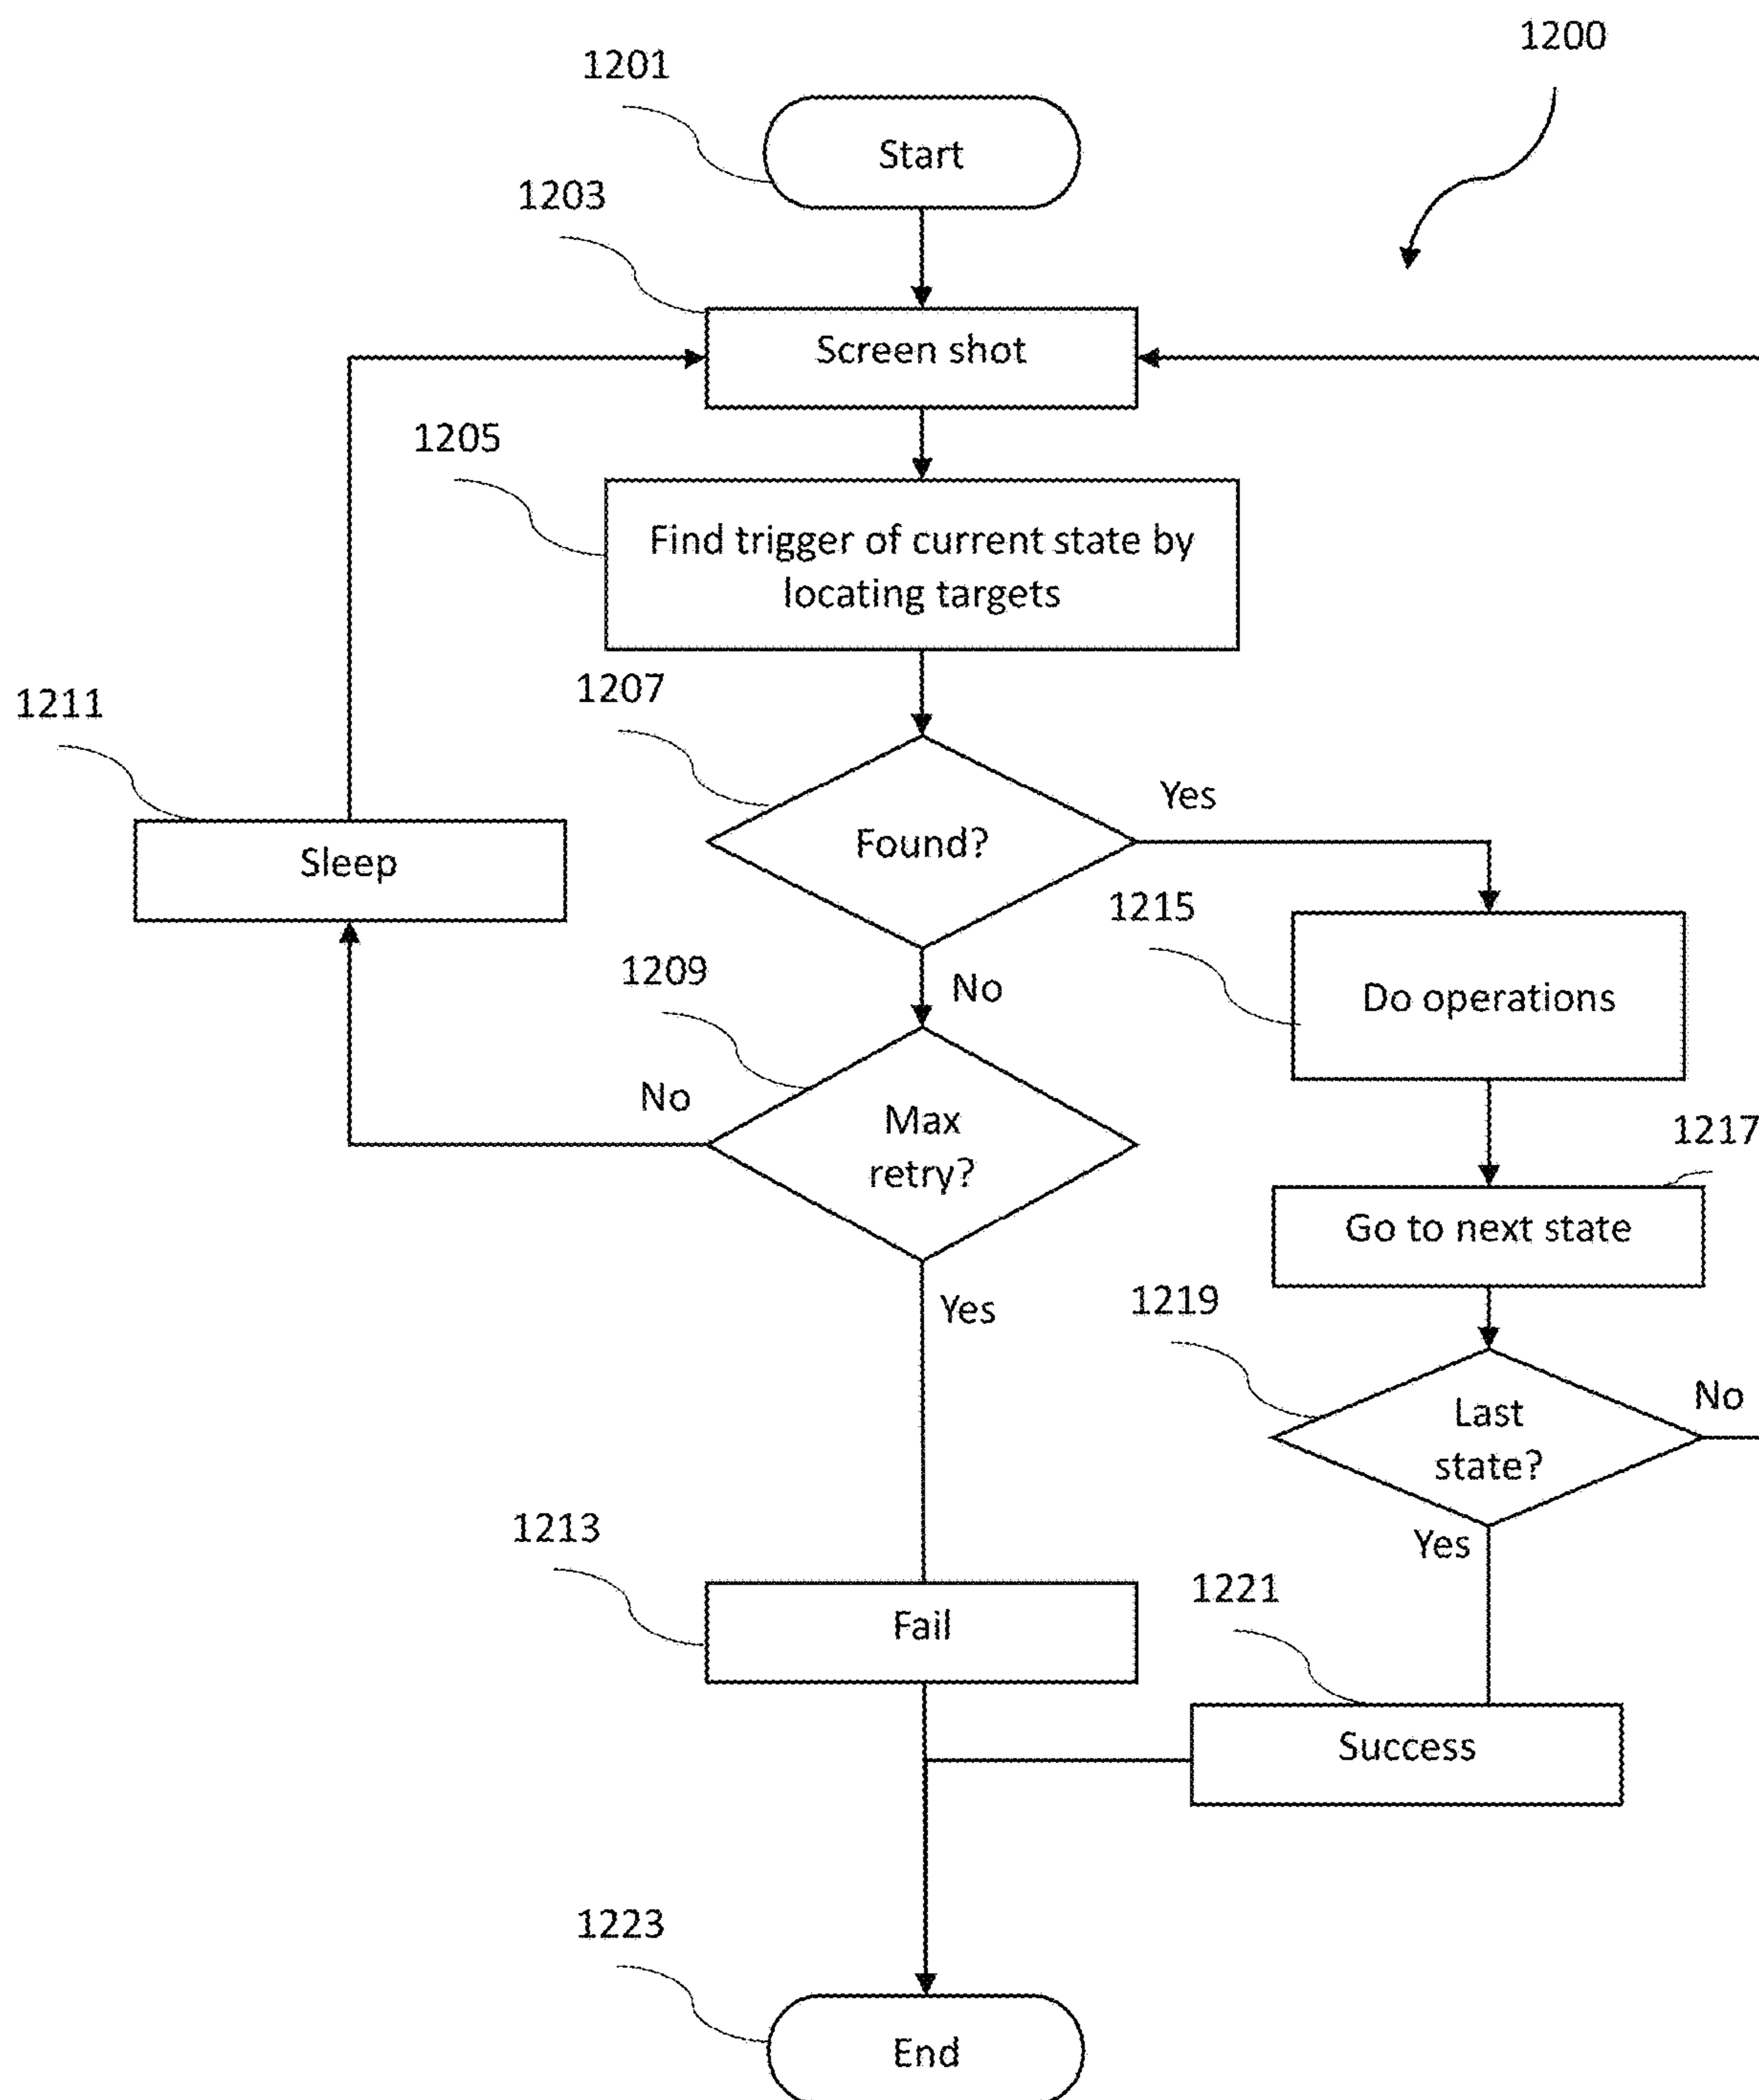 1200
1201
Start
1203
Screen shot
1205
Find trigger of current state by
locating targets
1207
1211
Yes
Found?
Sleep
1215
1209
No
Do operations
No
Max
retry?
1217
Go to next state
Yes
1219
No
Last
state?
1213
Yes
1221
Fail
Success
1223
End